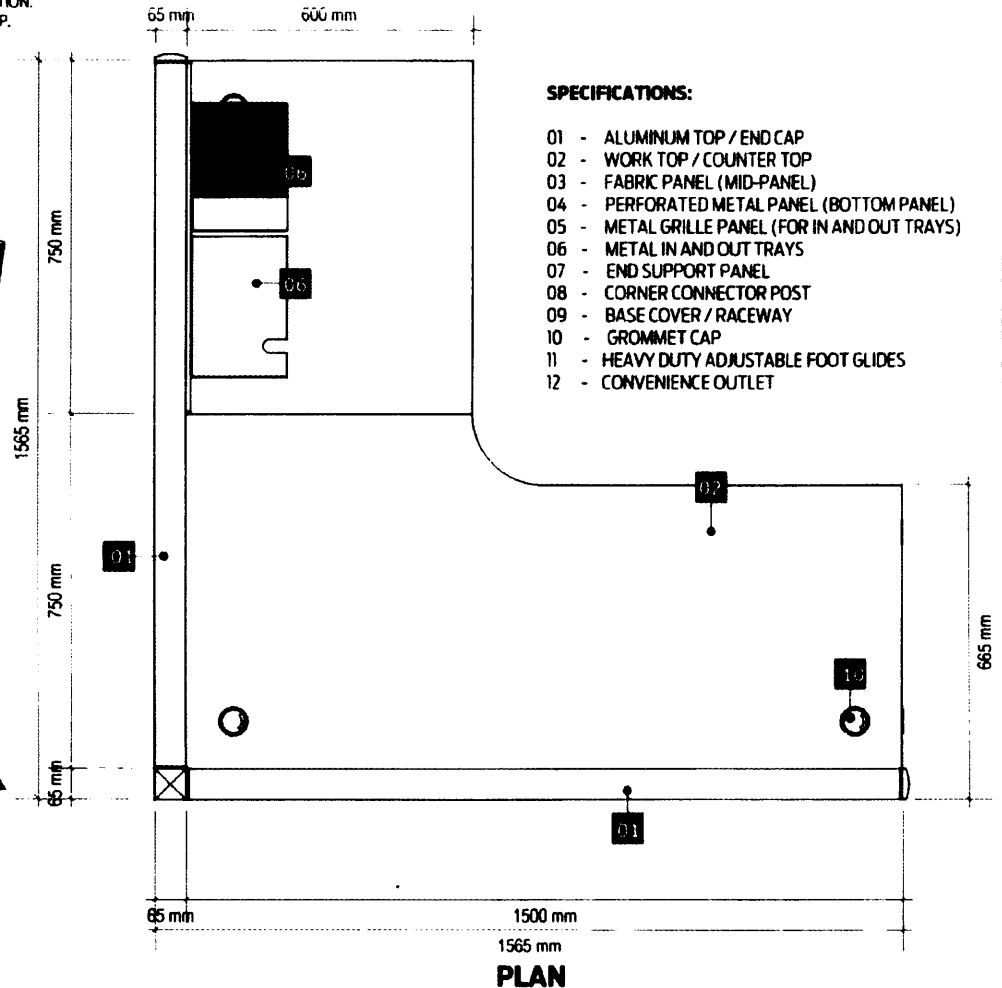 TION.
P.
65 mm
600 mm
SPECIFICATIONS:
01 - ALUMINUM TOP / END CAP
02 - WORK TOP / COUNTER TOP
03 - FABRIC PANEL (MID-PANEL)
04 - PERFORATED METAL PANEL (BOTTOM PANEL)
05 - METAL GRILLE PANEL (FOR IN AND OUT TRAYS)
06 - METAL IN AND OUT TRAYS
07 - END SUPPORT PANEL
08 - CORNER CONNECTOR POST
09 - BASE COVER / RACEWAY
10 - GROMMET CAP
11 - HEAVY DUTY ADJUSTABLE FOOT GLIDES
12 - CONVENIENCE OUTLET
06
750 mm
06
1565 mm
02
01
750 mm
665 mm
10
65 mm
01
65 mm
1500 mm
1565 mm
PLAN